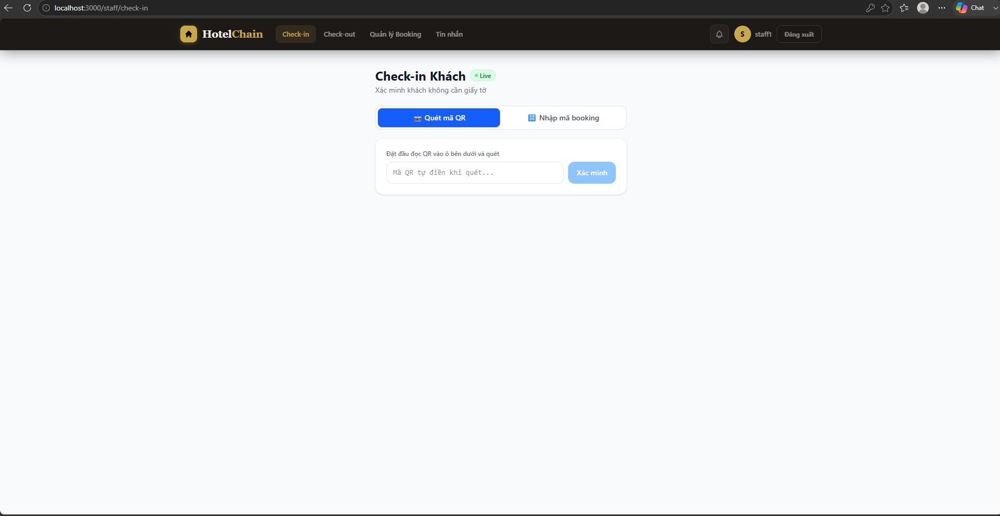 localhost:3000/staff/check-in
Chat
HotelChain
Check-in
Check-out
Quản lý Booking
Tin nhắn
S
staff1
Đăng xuất
Check-in Khách
Live
Xác minh khách không cần giấy tờ
Quét mã QR
Nhập mã booking
Đặt đầu đọc QR vào ô bên dưới và quét
Mã QR tự điền khi quét...
Xác minh